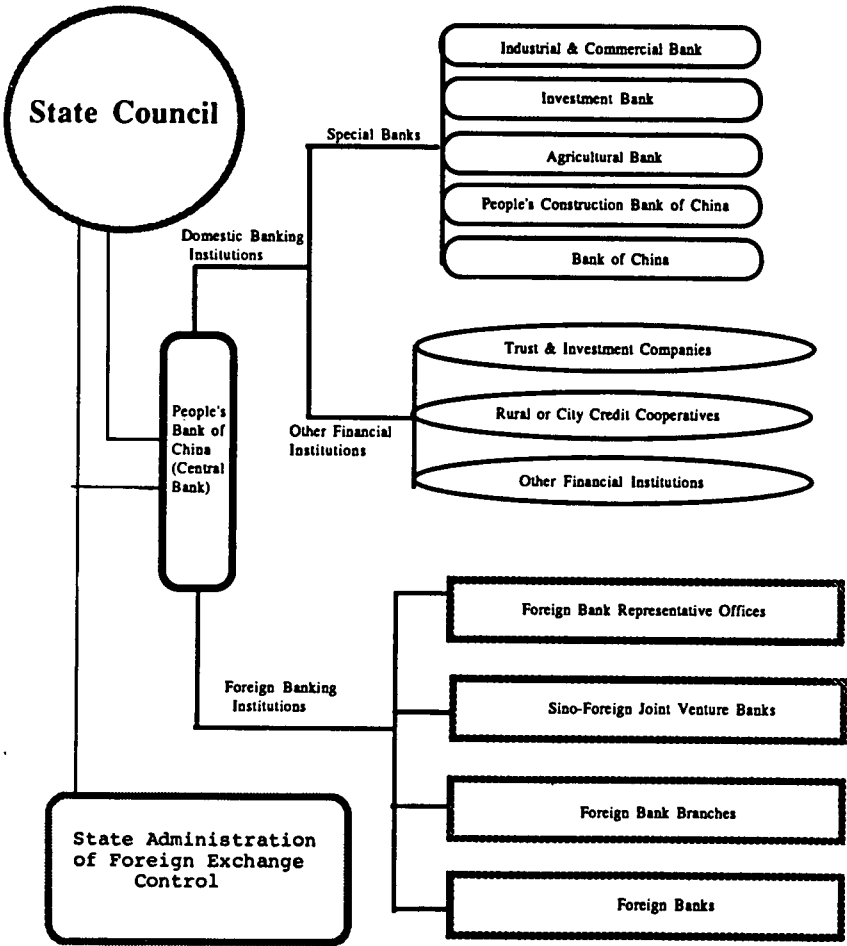 State Council
Special Banks
Industrial & Commercial Bank
Investment Bank
Agricultural Bank
People's Construction Bank of China
Bank of China
Domestic Banking
Institutions
People's
Bank of
China
(Central
Bank)
Other Financial
Institutions
Trust & Investment Companies
Rural or City Credit Cooperatives
Other Financial Institutions
Foreign Banking
Institutions
Foreign Bank Representative Offices
Sino-Foreign Joint Venture Banks
Foreign Bank Branches
Foreign Banks
State Administration
of Foreign Exchange
Control